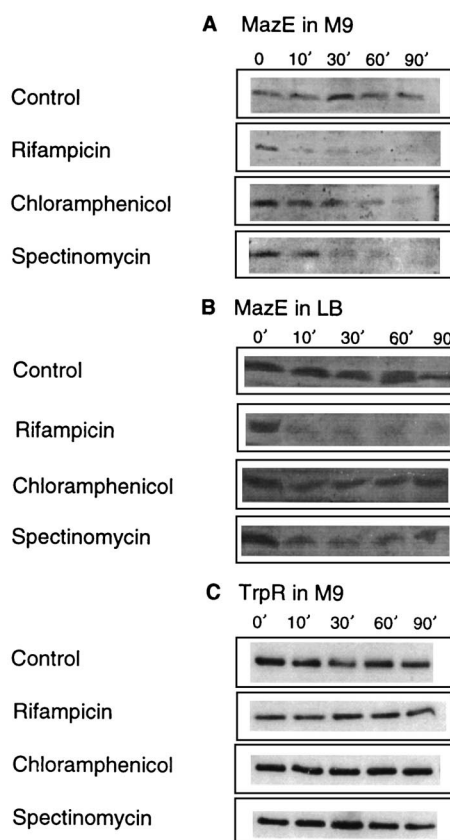 A MazE in M9
0 10′ 30′ 60′ 90′
Control
Rifampicin
Chloramphenicol
Spectinomycin
B MazE in LB
0′ 10′ 30′ 60′ 90
Control
Rifampicin
Chloramphenicol
Spectinomycin
C TrpR in M9
0′ 10′ 30′ 60′ 90′
Control
Rifampicin
Chloramphenicol
Spectinomycin